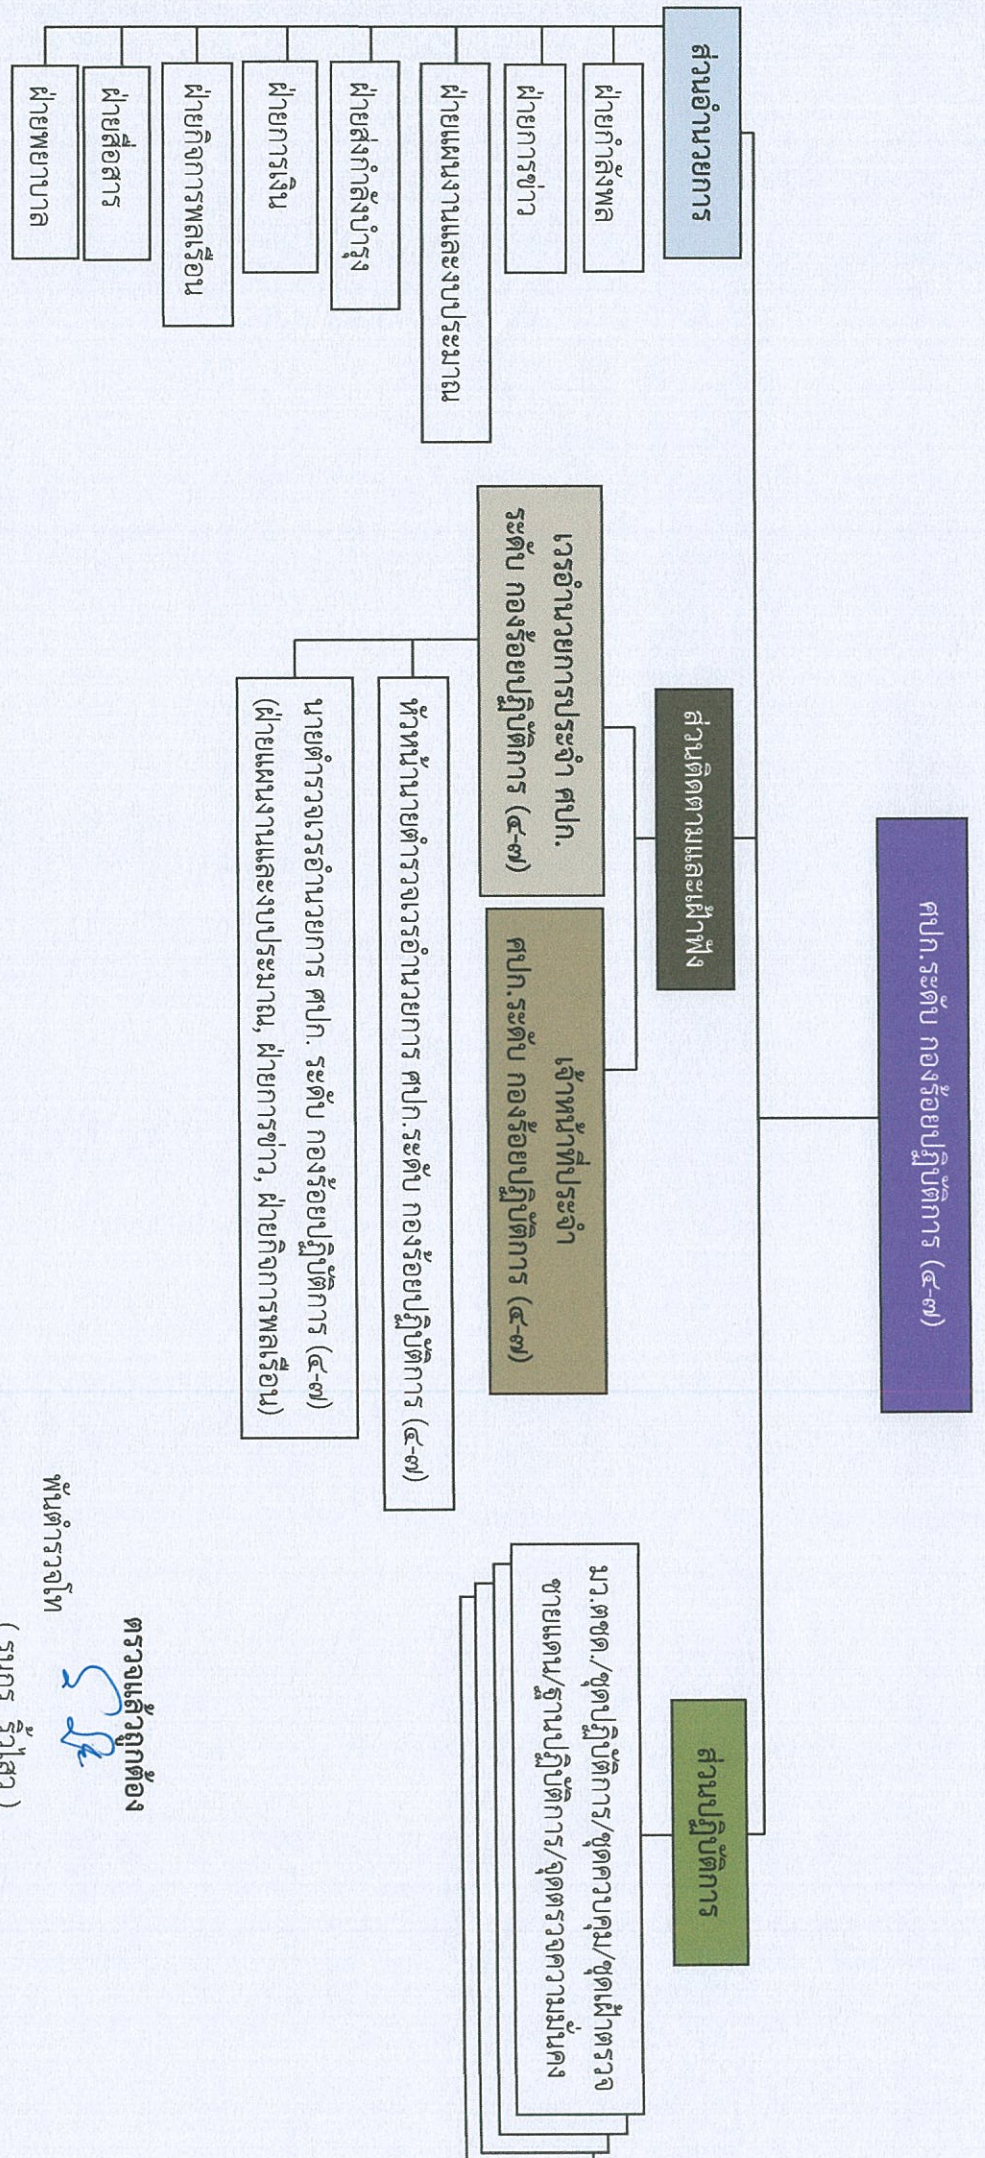 ศปก.ระดับ กองร้อยปฏิบัติการ (๔-๗)
ส่วนอำนวยการ
ฝ่ายกำลังพล
ฝ่ายการข่าว
ฝ่ายแผนงานและงบประมาณ
ฝ่ายส่งกำลังบำรุง
ฝ่ายการเงิน
ฝ่ายกิจการพลเรือน
ฝ่ายสื่อสาร
ฝ่ายพยาบาล
ส่วนติดตามและเฝ้าฟัง
เวรอำนวยการประจำ ศปก.
ระดับ กองร้อยปฏิบัติการ (๔-๗)
เจ้าหน้าที่ประจำ
ศปก.ระดับ กองร้อยปฏิบัติการ (๔-๗)
หัวหน้านายตำรวจเวรอำนวยการ ศปก.ระดับ กองร้อยปฏิบัติการ (๔-๗)
นายตำรวจเวรอำนวยการ ศปก. ระดับ กองร้อยปฏิบัติการ (๔-๗)
(ฝ่ายแผนงานและงบประมาณ, ฝ่ายการข่าว, ฝ่ายกิจการพลเรือน)
ส่วนปฏิบัติการ
มว.ตชด./ชุดปฏิบัติการ/ชุดควบคุม/ชุดเฝ้าตรวจ
ชายแดน/ฐานปฏิบัติการ/จุดตรวจความมั่นคง
ตรวจแล้วถูกต้อง
พันตำรวจโท